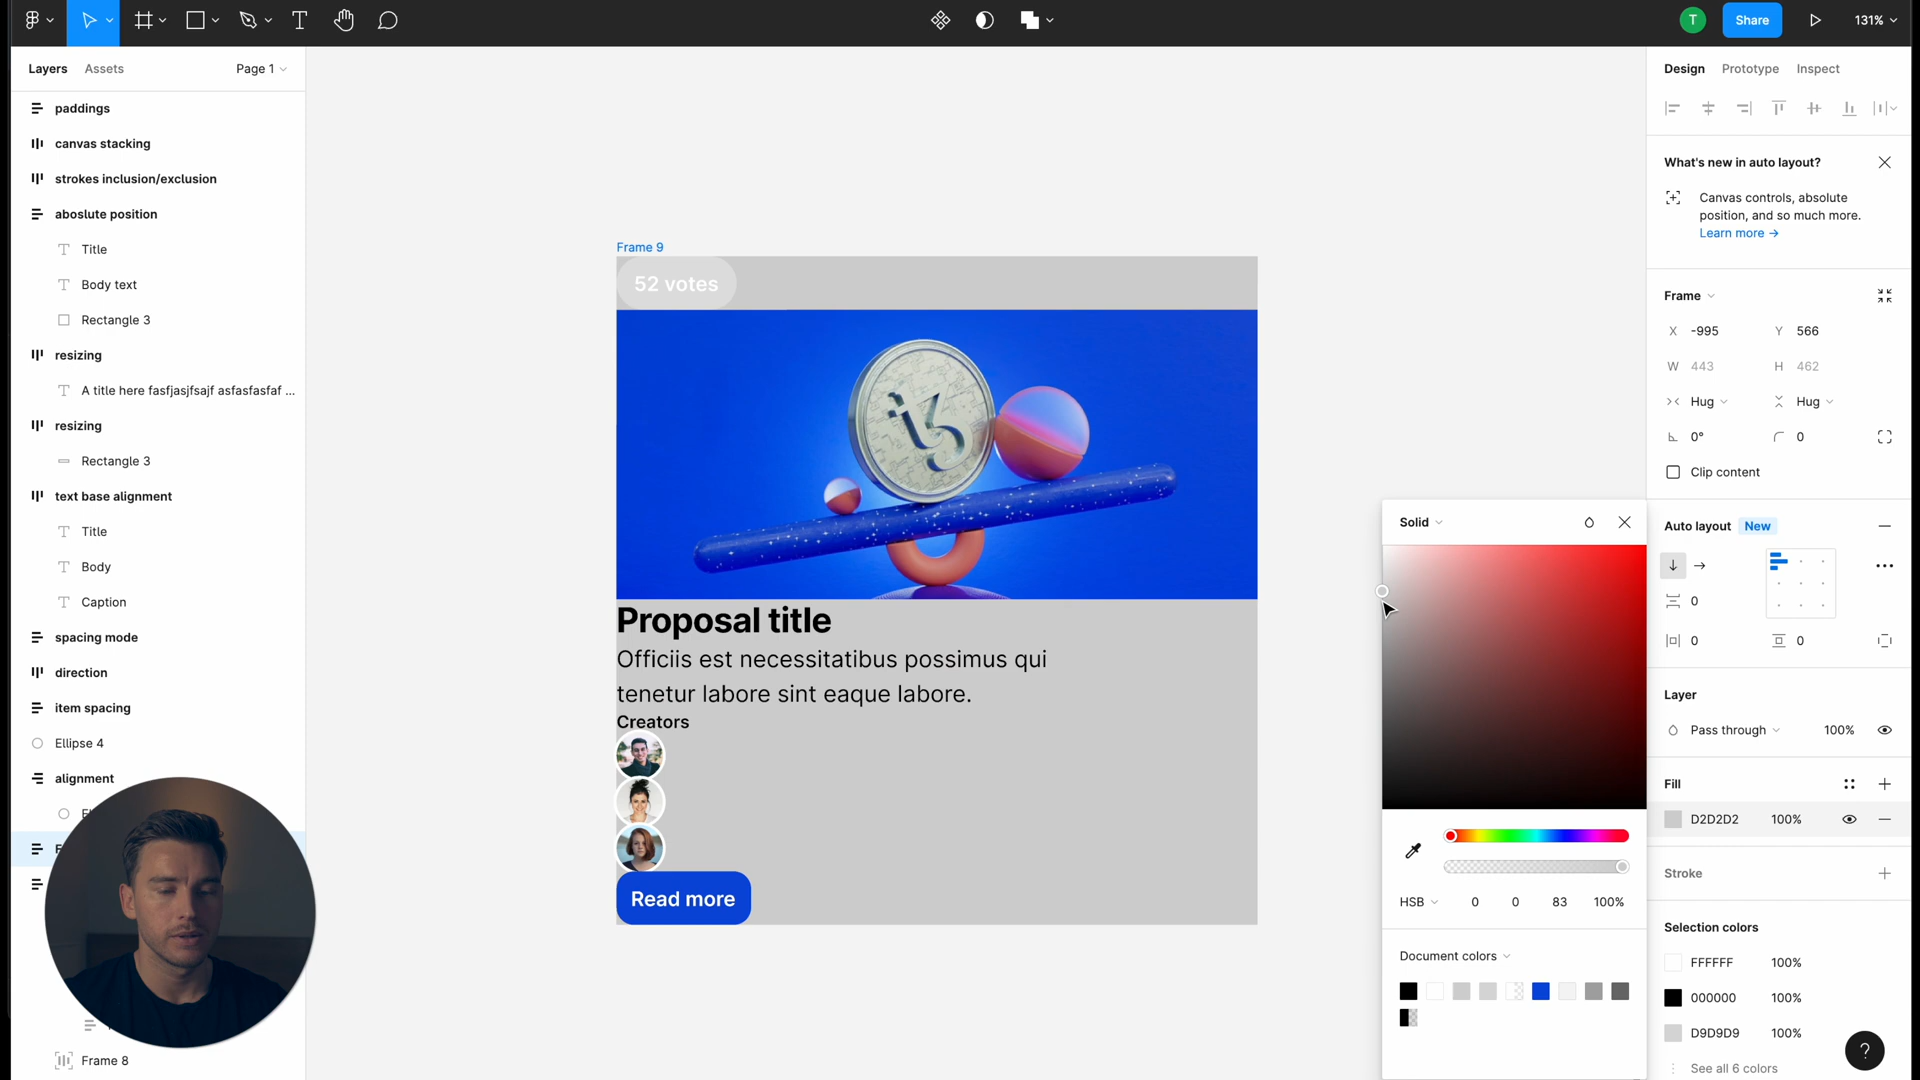 T
Share
131%
Layers
Assets
Page 1
paddings
canvas stacking
strokes inclusion/exclusion
aboslute position
Title
Body text
Rectangle 3
resizing
A title here fasfjasjfsajf asfasfasfaf ...
resizing
Rectangle 3
text base alignment
Title
Body
Caption
spacing mode
direction
item spacing
Ellipse 4
alignment
Frame 8
Frame 9
52 votes
Proposal title
Officiis est necessitatibus possimus qui
tenetur labore sint eaque labore.
Creators
Read more
Solid
HSB 0 0 83 100%
Document colors
Design Prototype Inspect
What's new in auto layout?
Canvas controls, absolute
position, and so much more.
Learn more →
Frame
X -995 Y 566
W 443 H 462
Hug Hug
0° 0
Clip content
Auto layout New
0
0 0
Layer
Pass through 100%
Fill
D2D2D2 100%
Stroke
Selection colors
FFFFFF 100%
000000 100%
D9D9D9 100%
See all 6 colors
?